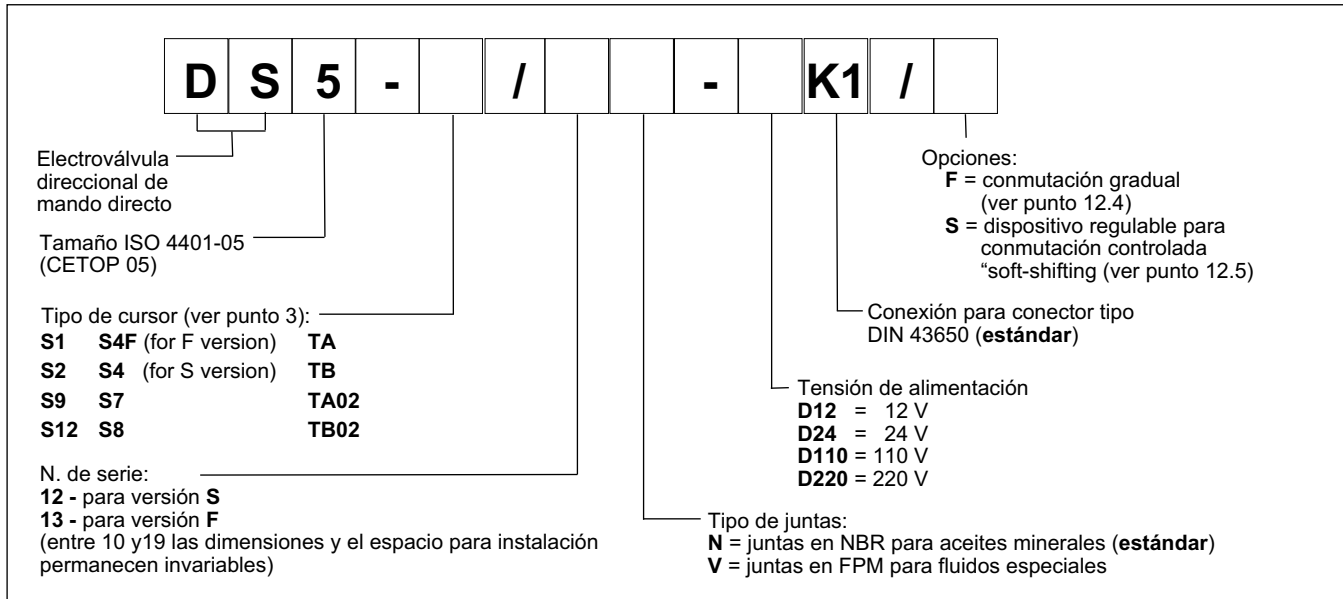 D S 5 - / - K1 /
Electroválvula
direccional de
mando directo
Tamaño ISO 4401-05
(CETOP 05)
Tipo de cursor (ver punto 3):
S1 S4F (for F version) TA
S2 S4 (for S version) TB
S9 S7 TA02
S12 S8 TB02
N. de serie:
12 - para versión S
13 - para versión F
(entre 10 y19 las dimensiones y el espacio para instalación
permanecen invariables)
Opciones:
F = conmutación gradual
(ver punto 12.4)
S = dispositivo regulable para
conmutación controlada
“soft-shifting (ver punto 12.5)
Conexión para conector tipo
DIN 43650 (estándar)
Tensión de alimentación
D12 = 12 V
D24 = 24 V
D110 = 110 V
D220 = 220 V
Tipo de juntas:
N = juntas en NBR para aceites minerales (estándar)
V = juntas en FPM para fluidos especiales